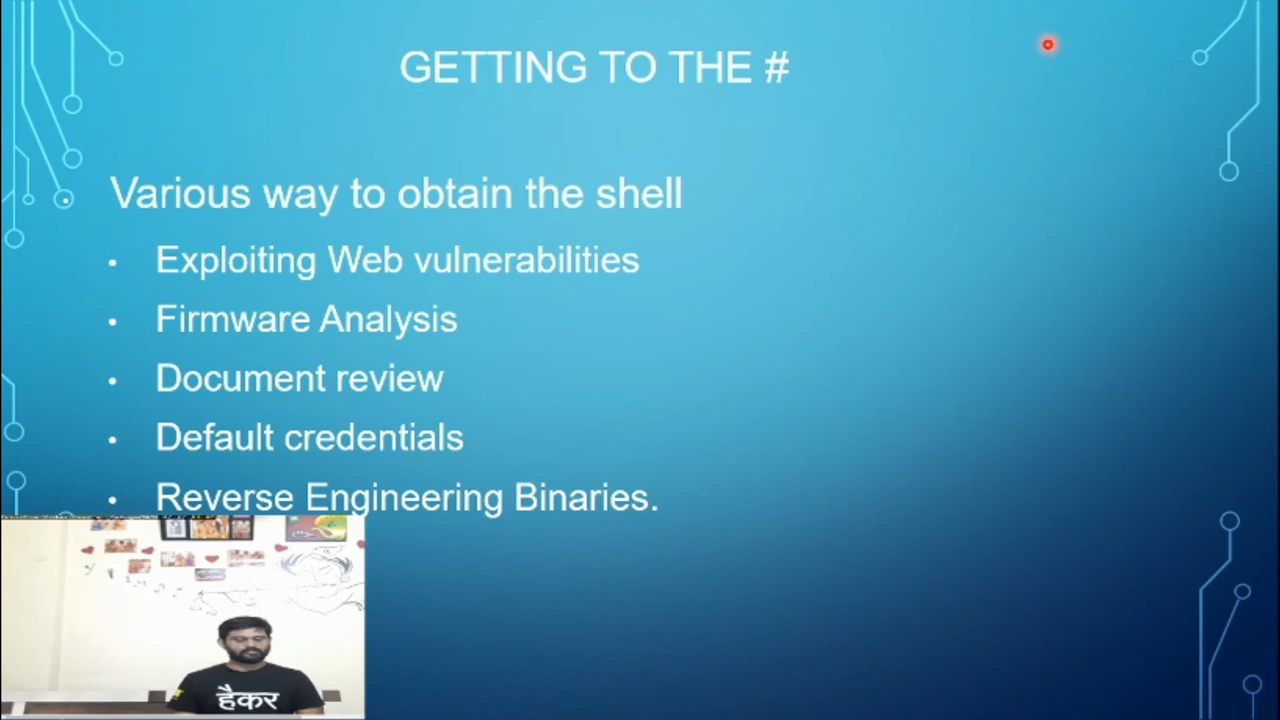 GETTING TO THE #
Various way to obtain the shell
Exploiting Web vulnerabilities
Firmware Analysis
Document review
Default credentials
Reverse Engineering Binaries.
हैकर